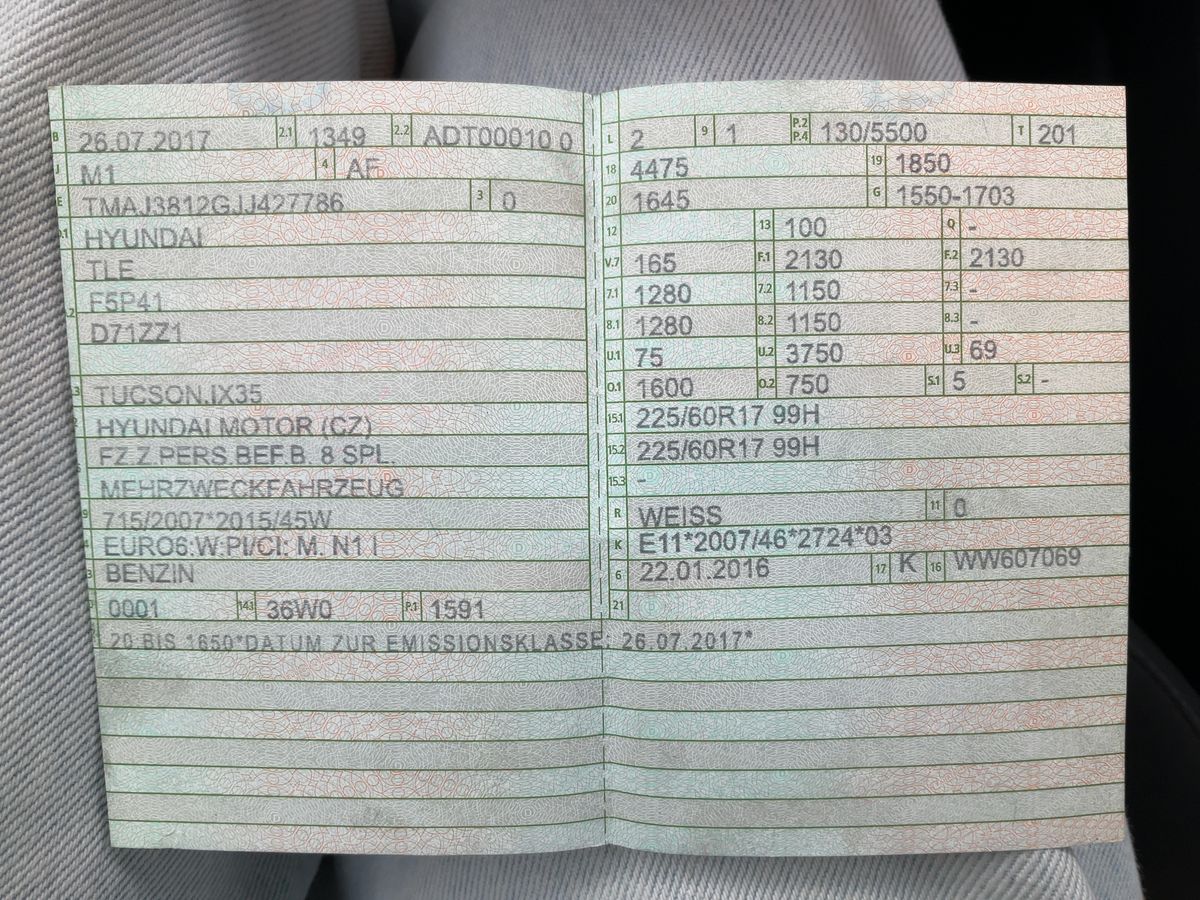 B 26.07.2017 2.1 1349 2.2 ADT00010 0
J M1 4 AF
E TMAJ3812GJJ427786 3 0
.1 HYUNDAI
TLE
F5P41
.2 D71ZZ1
.3 TUCSON,IX35
HYUNDAI MOTOR (CZ)
FZ.Z.PERS.BEF.B. 8 SPL.
MEHRZWECKFAHRZEUG
9 715/2007*2015/45W
EURO6;W;PI/CI; M, N1 I
3 BENZIN
0001 14.1 36W0 P.1 1591
L 2 9 1 P.2 P.4 130/5500 T 201
18 4475 19 1850
20 1645 G 1550-1703
12 13 100 Q -
V.7 165 F.1 2130 F.2 2130
7.1 1280 7.2 1150 7.3 -
8.1 1280 8.2 1150 8.3 -
U.1 75 U.2 3750 U.3 69
O.1 1600 O.2 750 S.1 5 S.2 -
15.1 225/60R17 99H
15.2 225/60R17 99H
15.3 -
R WEISS 11 0
K E11*2007/46*2724*03
6 22.01.2016 17 K 16 WW607069
21
20 BIS *1650*DATUM ZUR EMISSIONSKLASSE: 26.07.2017*